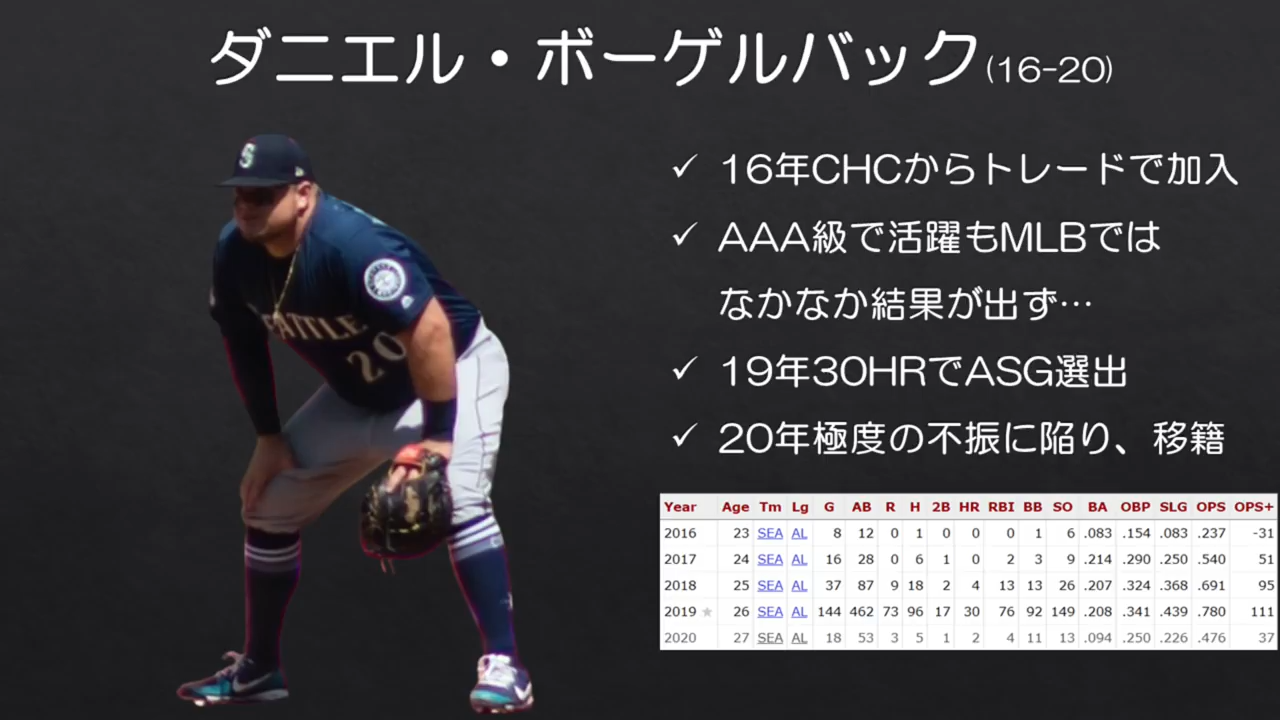 ダニエル・ボーゲルバック(16-20)
✓ 16年CHCからトレードで加入
✓ AAA級で活躍もMLBでは
なかなか結果が出ず…
✓ 19年30HRでASG選出
✓ 20年極度の不振に陥り、移籍
S
SEATTLE
20
Year Age Tm Lg G AB R H 2B HR RBI BB SO BA OBP SLG OPS OPS+
2016 23 SEA AL 8 12 0 1 0 0 0 1 6 .083 .154 .083 .237 -31
2017 24 SEA AL 16 28 0 6 1 0 2 3 9 .214 .290 .250 .540 51
2018 25 SEA AL 37 87 9 18 2 4 13 13 26 .207 .324 .368 .691 95
2019 ★ 26 SEA AL 144 462 73 96 17 30 76 92 149 .208 .341 .439 .780 111
2020 27 SEA AL 18 53 3 5 1 2 4 11 13 .094 .250 .226 .476 37